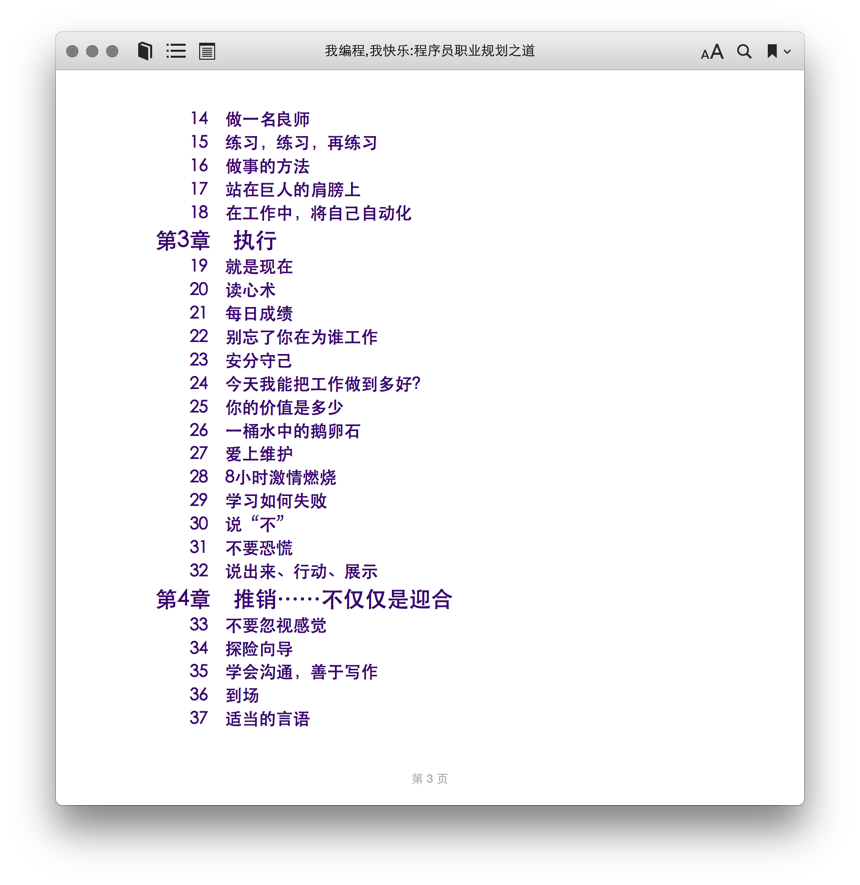 我编程,我快乐:程序员职业规划之道
AA
14 做一名良师
15 练习，练习，再练习
16 做事的方法
17 站在巨人的肩膀上
18 在工作中，将自己自动化
第3章 执行
19 就是现在
20 读心术
21 每日成绩
22 别忘了你在为谁工作
23 安分守己
24 今天我能把工作做到多好?
25 你的价值是多少
26 一桶水中的鹅卵石
27 爱上维护
28 8小时激情燃烧
29 学习如何失败
30 说“不”
31 不要恐慌
32 说出来、行动、展示
第4章 推销……不仅仅是迎合
33 不要忽视感觉
34 探险向导
35 学会沟通，善于写作
36 到场
37 适当的言语
第 3 页